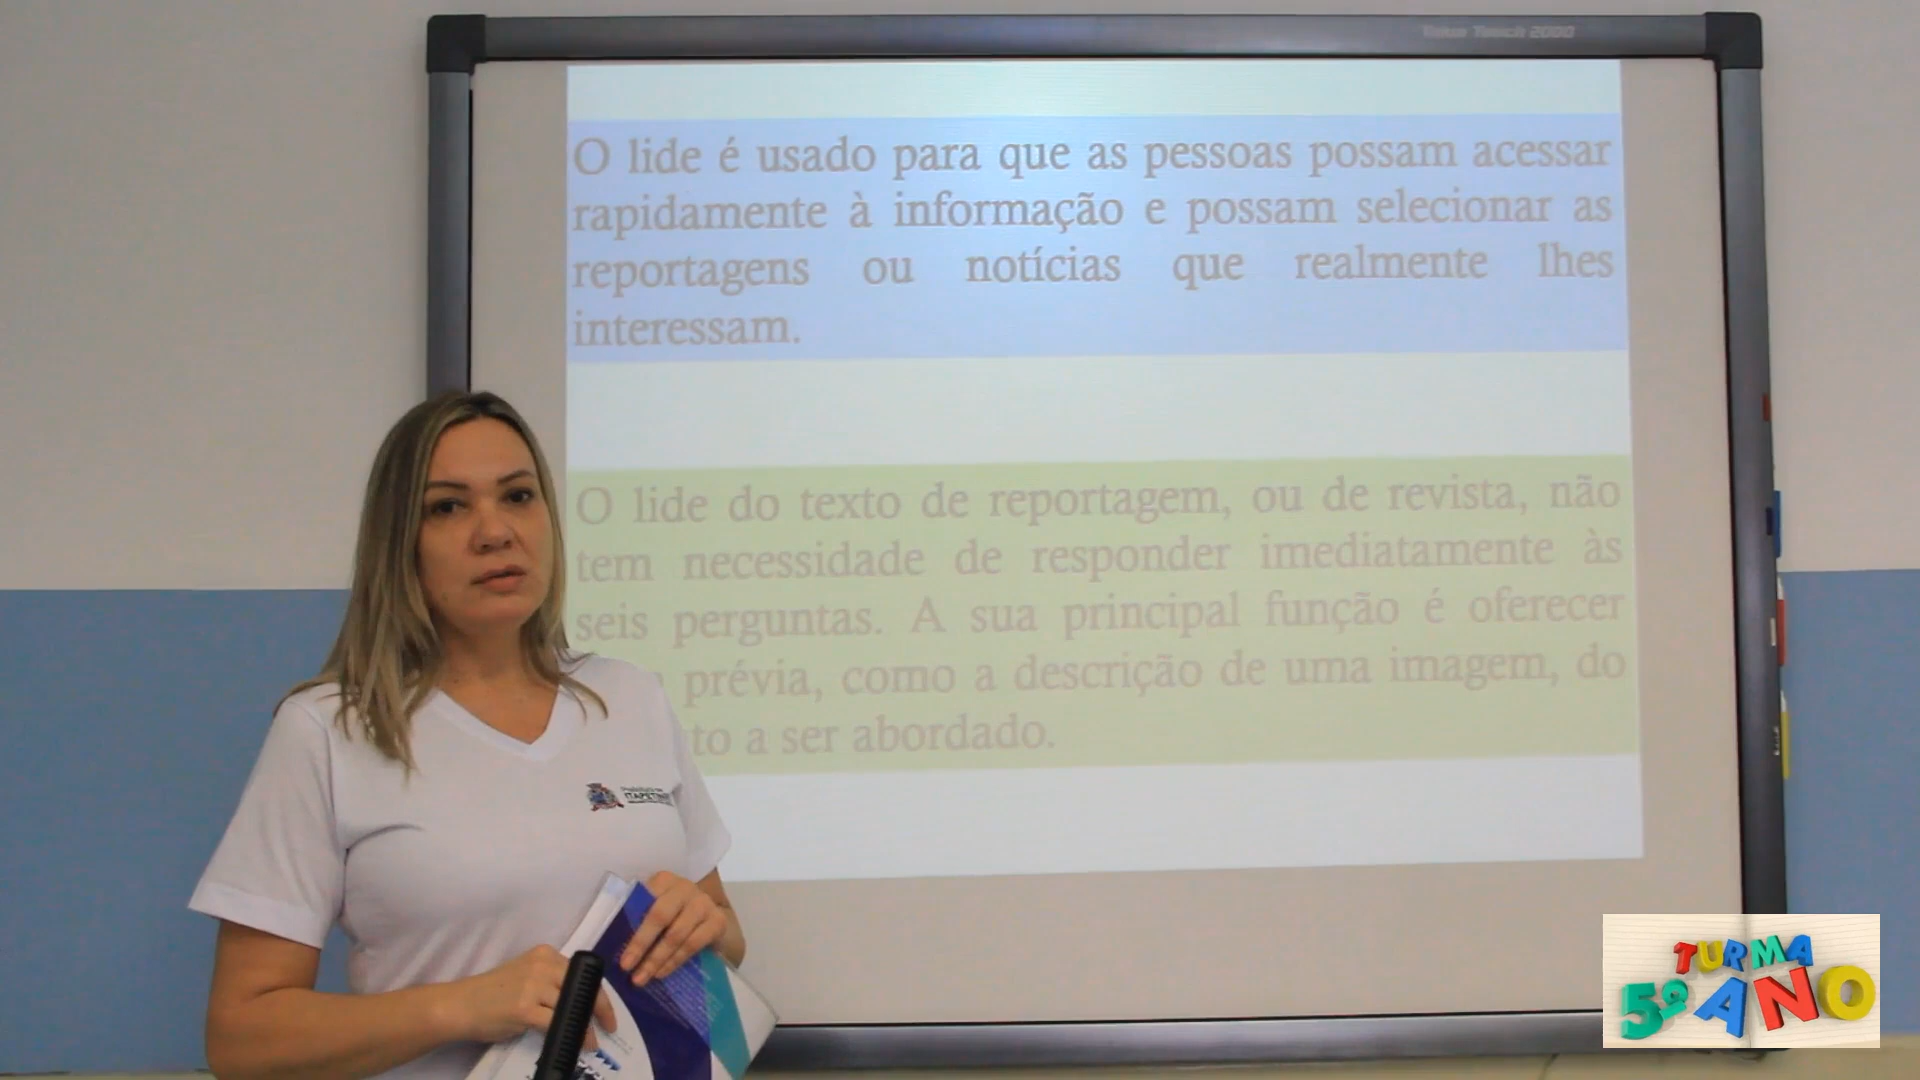 O lide é usado para que as pessoas possam acessar
rapidamente à informação e possam selecionar as
reportagens ou notícias que realmente lhes
interessam.
O lide do texto de reportagem, ou de revista, não
tem necessidade de responder imediatamente às
seis perguntas. A sua principal função é oferecer
prévia, como a descrição de uma imagem, do
to a ser abordado.
TURMA
5º ANO